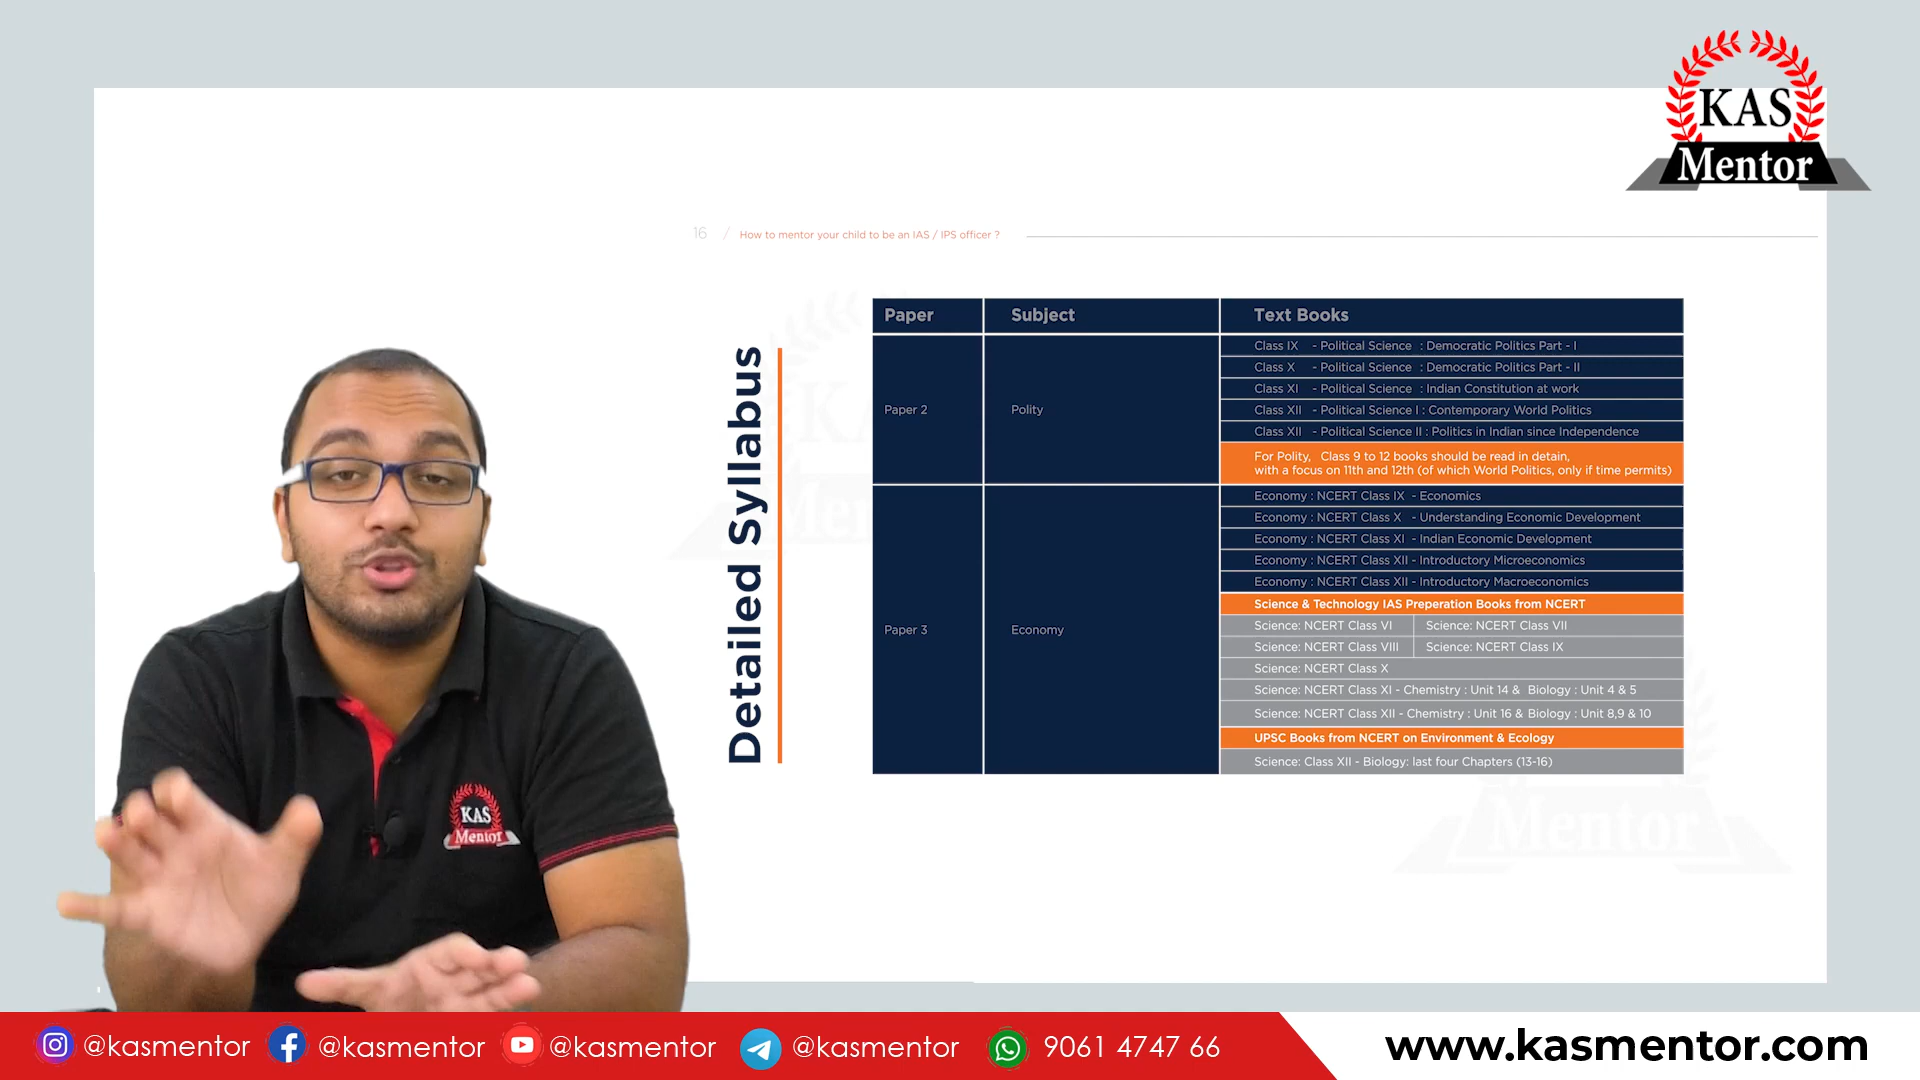 KAS
Mentor
16 / How to mentor your child to be an IAS / IPS officer ?
Detailed Syllabus
Paper Subject Text Books
Paper 2 Polity
Class IX - Political Science : Democratic Politics Part - I
Class X - Political Science : Democratic Politics Part - II
Class XI - Political Science : Indian Constitution at work
Class XII - Political Science I : Contemporary World Politics
Class XII - Political Science II : Politics in Indian since Independence
For Polity, Class 9 to 12 books should be read in detain,
with a focus on 11th and 12th (of which World Politics, only if time permits)
Paper 3 Economy
Economy : NCERT Class IX - Economics
Economy : NCERT Class X - Understanding Economic Development
Economy : NCERT Class XI - Indian Economic Development
Economy : NCERT Class XII - Introductory Microeconomics
Economy : NCERT Class XII - Introductory Macroeconomics
Science & Technology IAS Preperation Books from NCERT
Science: NCERT Class VI Science: NCERT Class VII
Science: NCERT Class VIII Science: NCERT Class IX
Science: NCERT Class X
Science: NCERT Class XI - Chemistry : Unit 14 & Biology : Unit 4 & 5
Science: NCERT Class XII - Chemistry : Unit 16 & Biology : Unit 8,9 & 10
UPSC Books from NCERT on Environment & Ecology
Science: Class XII - Biology: last four Chapters (13-16)
KAS
Mentor
Mentor
@kasmentor @kasmentor @kasmentor @kasmentor 9061 4747 66 www.kasmentor.com